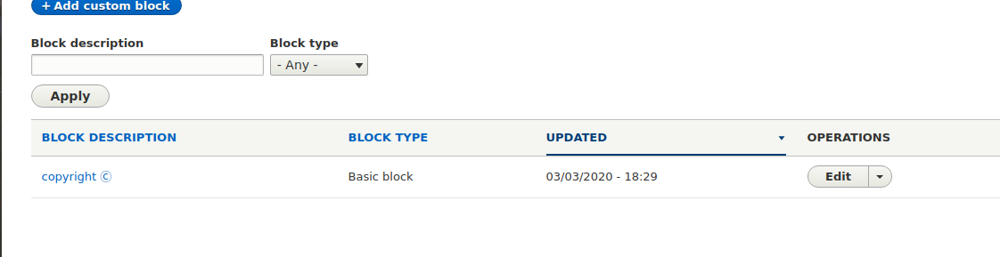 + Add custom block
Block description Block type
- Any -
Apply
BLOCK DESCRIPTION BLOCK TYPE UPDATED OPERATIONS
copyright Ⓒ Basic block 03/03/2020 - 18:29 Edit